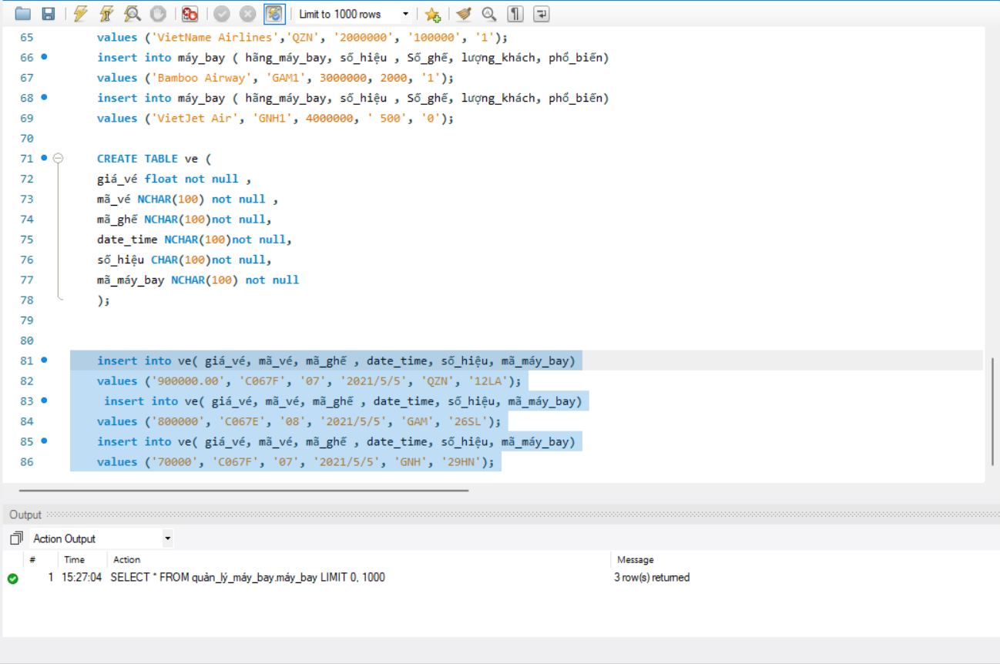 Limit to 1000 rows
65 values ('VietName Airlines','QZN', '2000000', '100000', '1');
66 insert into máy_bay ( hãng_máy_bay, số_hiệu , Số_ghế, lượng_khách, phổ_biến)
67 values ('Bamboo Airway', 'GAM1', 3000000, 2000, '1');
68 insert into máy_bay ( hãng_máy_bay, số_hiệu , Số_ghế, lượng_khách, phổ_biến)
69 values ('VietJet Air', 'GNH1', 4000000, ' 500', '0');
70
71 CREATE TABLE ve (
72 giá_vé float not null ,
73 mã_vé NCHAR(100) not null ,
74 mã_ghế NCHAR(100)not null,
75 date_time NCHAR(100)not null,
76 số_hiệu CHAR(100)not null,
77 mã_máy_bay NCHAR(100) not null
78 );
79
80
81 insert into ve( giá_vé, mã_vé, mã_ghế , date_time, số_hiệu, mã_máy_bay)
82 values ('900000.00', 'C067F', '07', '2021/5/5', 'QZN', '12LA');
83 insert into ve( giá_vé, mã_vé, mã_ghế , date_time, số_hiệu, mã_máy_bay)
84 values ('800000', 'C067E', '08', '2021/5/5', 'GAM', '26SL');
85 insert into ve( giá_vé, mã_vé, mã_ghế , date_time, số_hiệu, mã_máy_bay)
86 values ('70000', 'C067F', '07', '2021/5/5', 'GNH', '29HN');
Output
Action Output
# Time Action Message
1 15:27:04 SELECT * FROM quản_lý_máy_bay.máy_bay LIMIT 0, 1000 3 row(s) returned